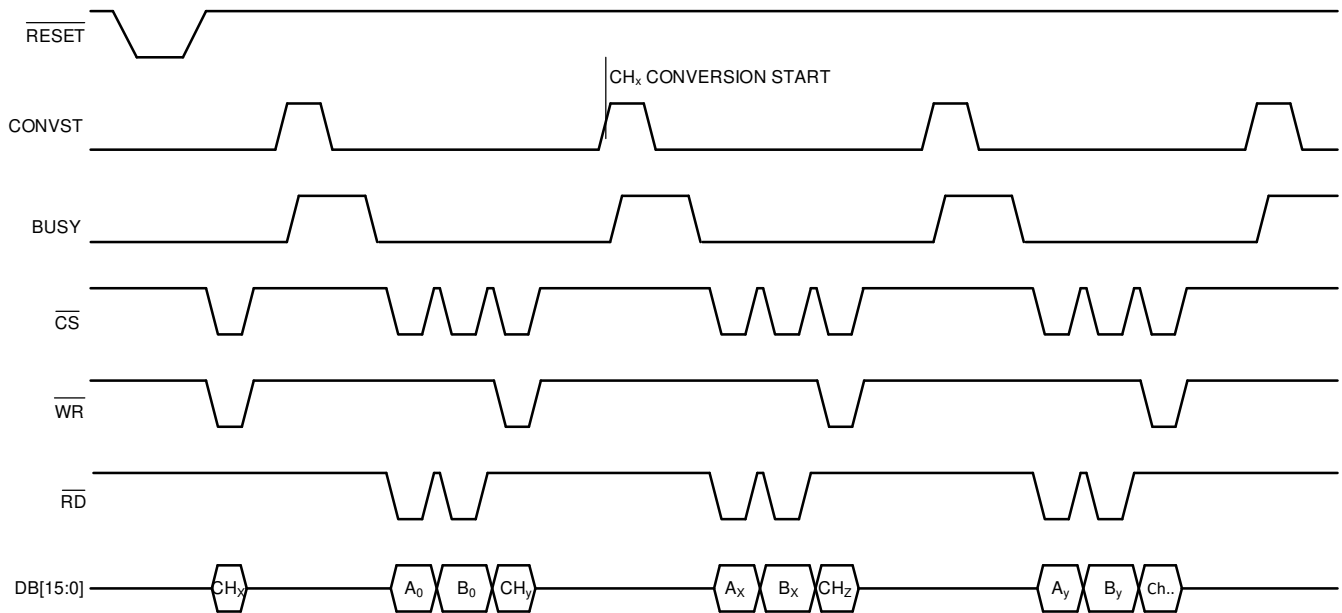 RESET
CHx CONVERSION START
CONVST
BUSY
CS
WR
RD
DB[15:0] CHX A0 B0 CHy AX BX CHZ Ay By Ch..